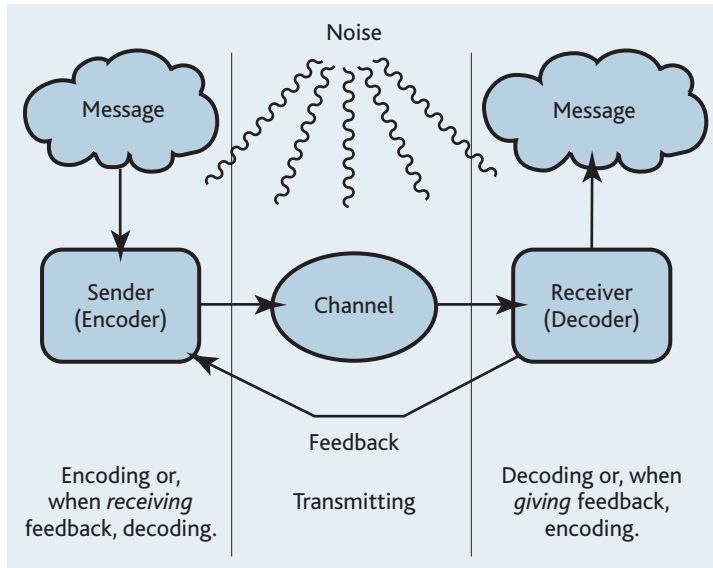 Noise
Message
Message
Sender
(Encoder)
Channel
Receiver
(Decoder)
Feedback
Encoding or,
when receiving
feedback, decoding.
Transmitting
Decoding or, when
giving feedback,
encoding.